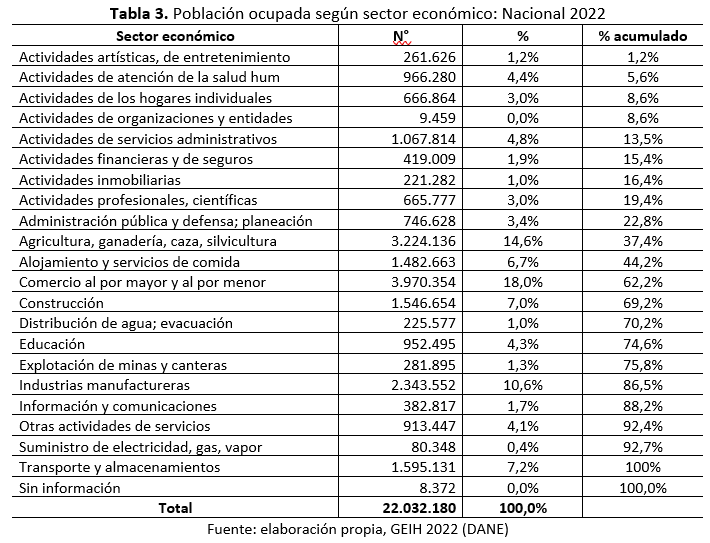 Tabla 3. Población ocupada según sector económico: Nacional 2022
Sector económico N° % % acumulado
Actividades artísticas, de entretenimiento 261.626 1,2% 1,2%
Actividades de atención de la salud hum 966.280 4,4% 5,6%
Actividades de los hogares individuales 666.864 3,0% 8,6%
Actividades de organizaciones y entidades 9.459 0,0% 8,6%
Actividades de servicios administrativos 1.067.814 4,8% 13,5%
Actividades financieras y de seguros 419.009 1,9% 15,4%
Actividades inmobiliarias 221.282 1,0% 16,4%
Actividades profesionales, científicas 665.777 3,0% 19,4%
Administración pública y defensa; planeación 746.628 3,4% 22,8%
Agricultura, ganadería, caza, silvicultura 3.224.136 14,6% 37,4%
Alojamiento y servicios de comida 1.482.663 6,7% 44,2%
Comercio al por mayor y al por menor 3.970.354 18,0% 62,2%
Construcción 1.546.654 7,0% 69,2%
Distribución de agua; evacuación 225.577 1,0% 70,2%
Educación 952.495 4,3% 74,6%
Explotación de minas y canteras 281.895 1,3% 75,8%
Industrias manufactureras 2.343.552 10,6% 86,5%
Información y comunicaciones 382.817 1,7% 88,2%
Otras actividades de servicios 913.447 4,1% 92,4%
Suministro de electricidad, gas, vapor 80.348 0,4% 92,7%
Transporte y almacenamientos 1.595.131 7,2% 100%
Sin información 8.372 0,0% 100,0%
Total 22.032.180 100,0%
Fuente: elaboración propia, GEIH 2022 (DANE)